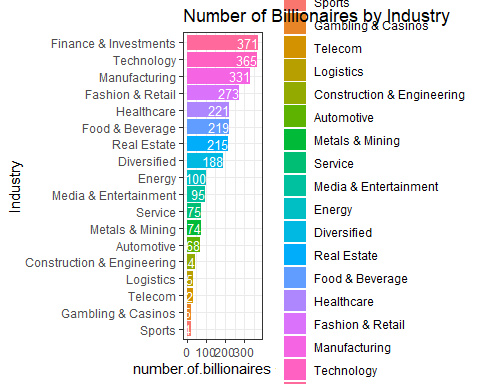 Number of Billionaires by Industry
Industry
Finance & Investments 371
Technology 365
Manufacturing 331
Fashion & Retail 273
Healthcare 221
Food & Beverage 219
Real Estate 215
Diversified 188
Energy 100
Media & Entertainment 95
Service 75
Metals & Mining 74
Automotive 68
Construction & Engineering
Logistics
Telecom
Gambling & Casinos
Sports
0 100 200 300
number.of.billionaires
Sports
Gambling & Casinos
Telecom
Logistics
Construction & Engineering
Automotive
Metals & Mining
Service
Media & Entertainment
Energy
Diversified
Real Estate
Food & Beverage
Healthcare
Fashion & Retail
Manufacturing
Technology